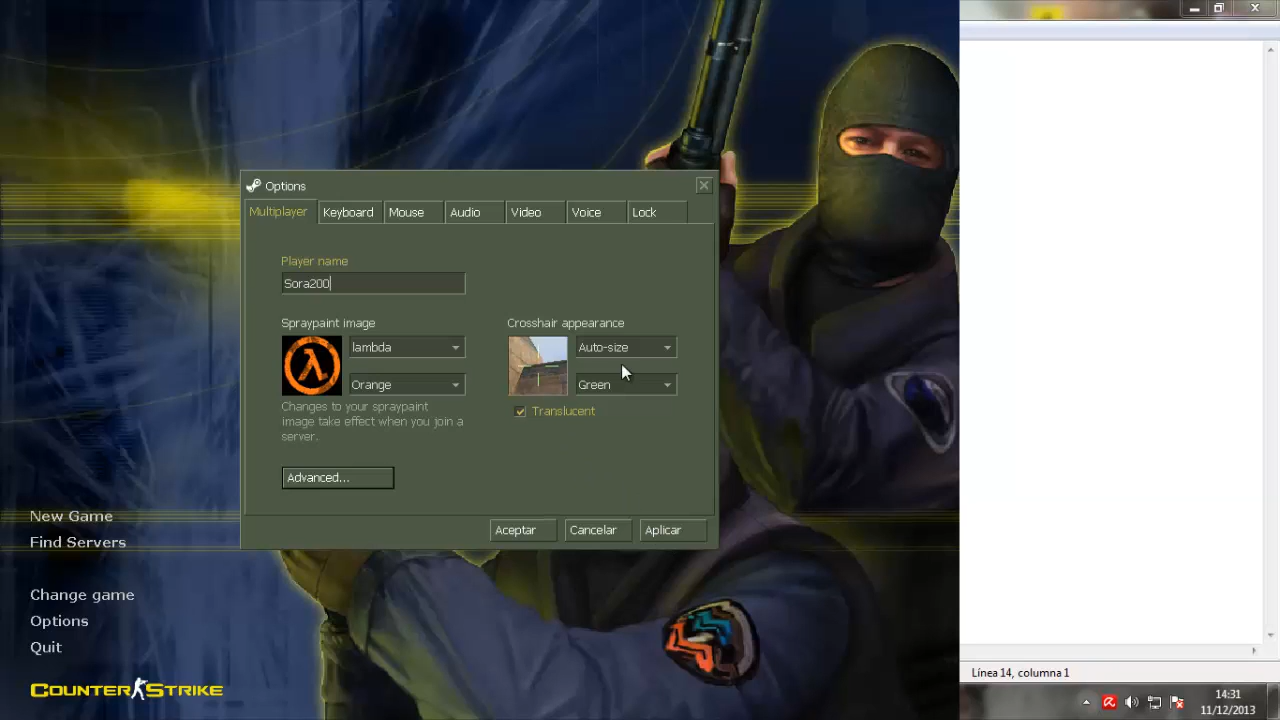 Options
Multiplayer
Keyboard
Mouse
Audio
Video
Voice
Lock
Player name
Sora200
Spraypaint image
lambda
Orange
Changes to your spraypaint
image take effect when you join a
server.
Crosshair appearance
Auto-size
Green
Translucent
Advanced...
Aceptar
Cancelar
Aplicar
New Game
Find Servers
Change game
Options
Quit
COUNTER STRIKE
Línea 14, columna 1
14:31
11/12/2013